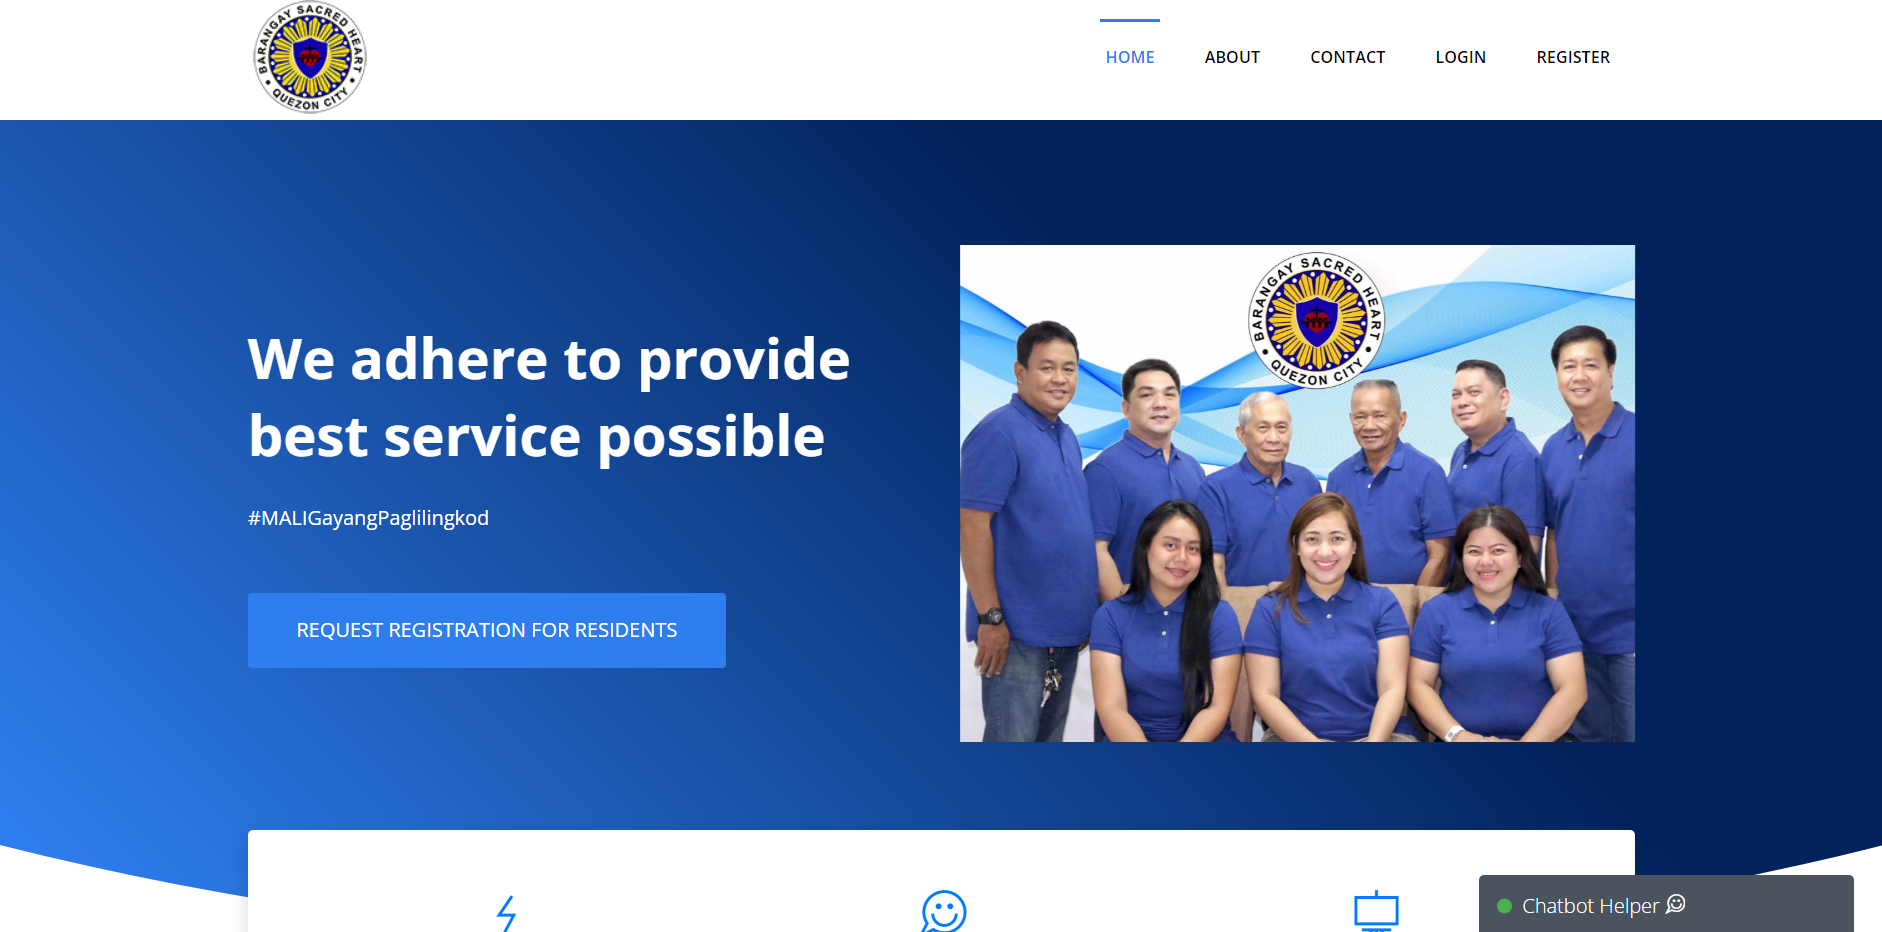 BARANGAY SACRED HEART
QUEZON CITY
HOME
ABOUT
CONTACT
LOGIN
REGISTER
We adhere to provide
best service possible
#MALIGayangPaglilingkod
REQUEST REGISTRATION FOR RESIDENTS
BARANGAY SACRED HEART
QUEZON CITY
Chatbot Helper